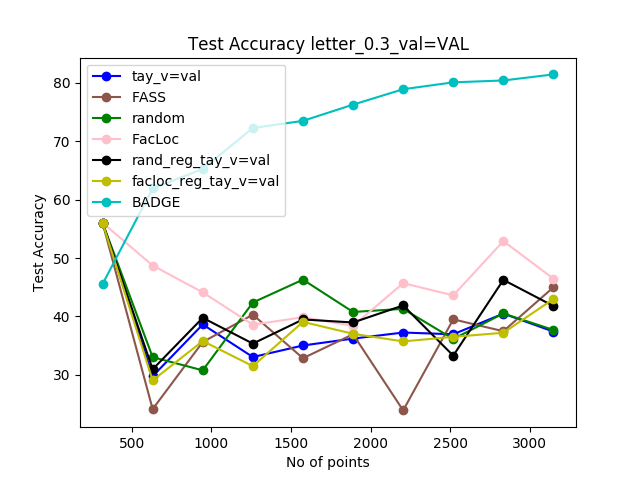 Test Accuracy letter_0.3_val=VAL
tay_v=val
FASS
random
FacLoc
rand_reg_tay_v=val
facloc_reg_tay_v=val
BADGE
Test Accuracy
80
70
60
50
40
30
500 1000 1500 2000 2500 3000
No of points